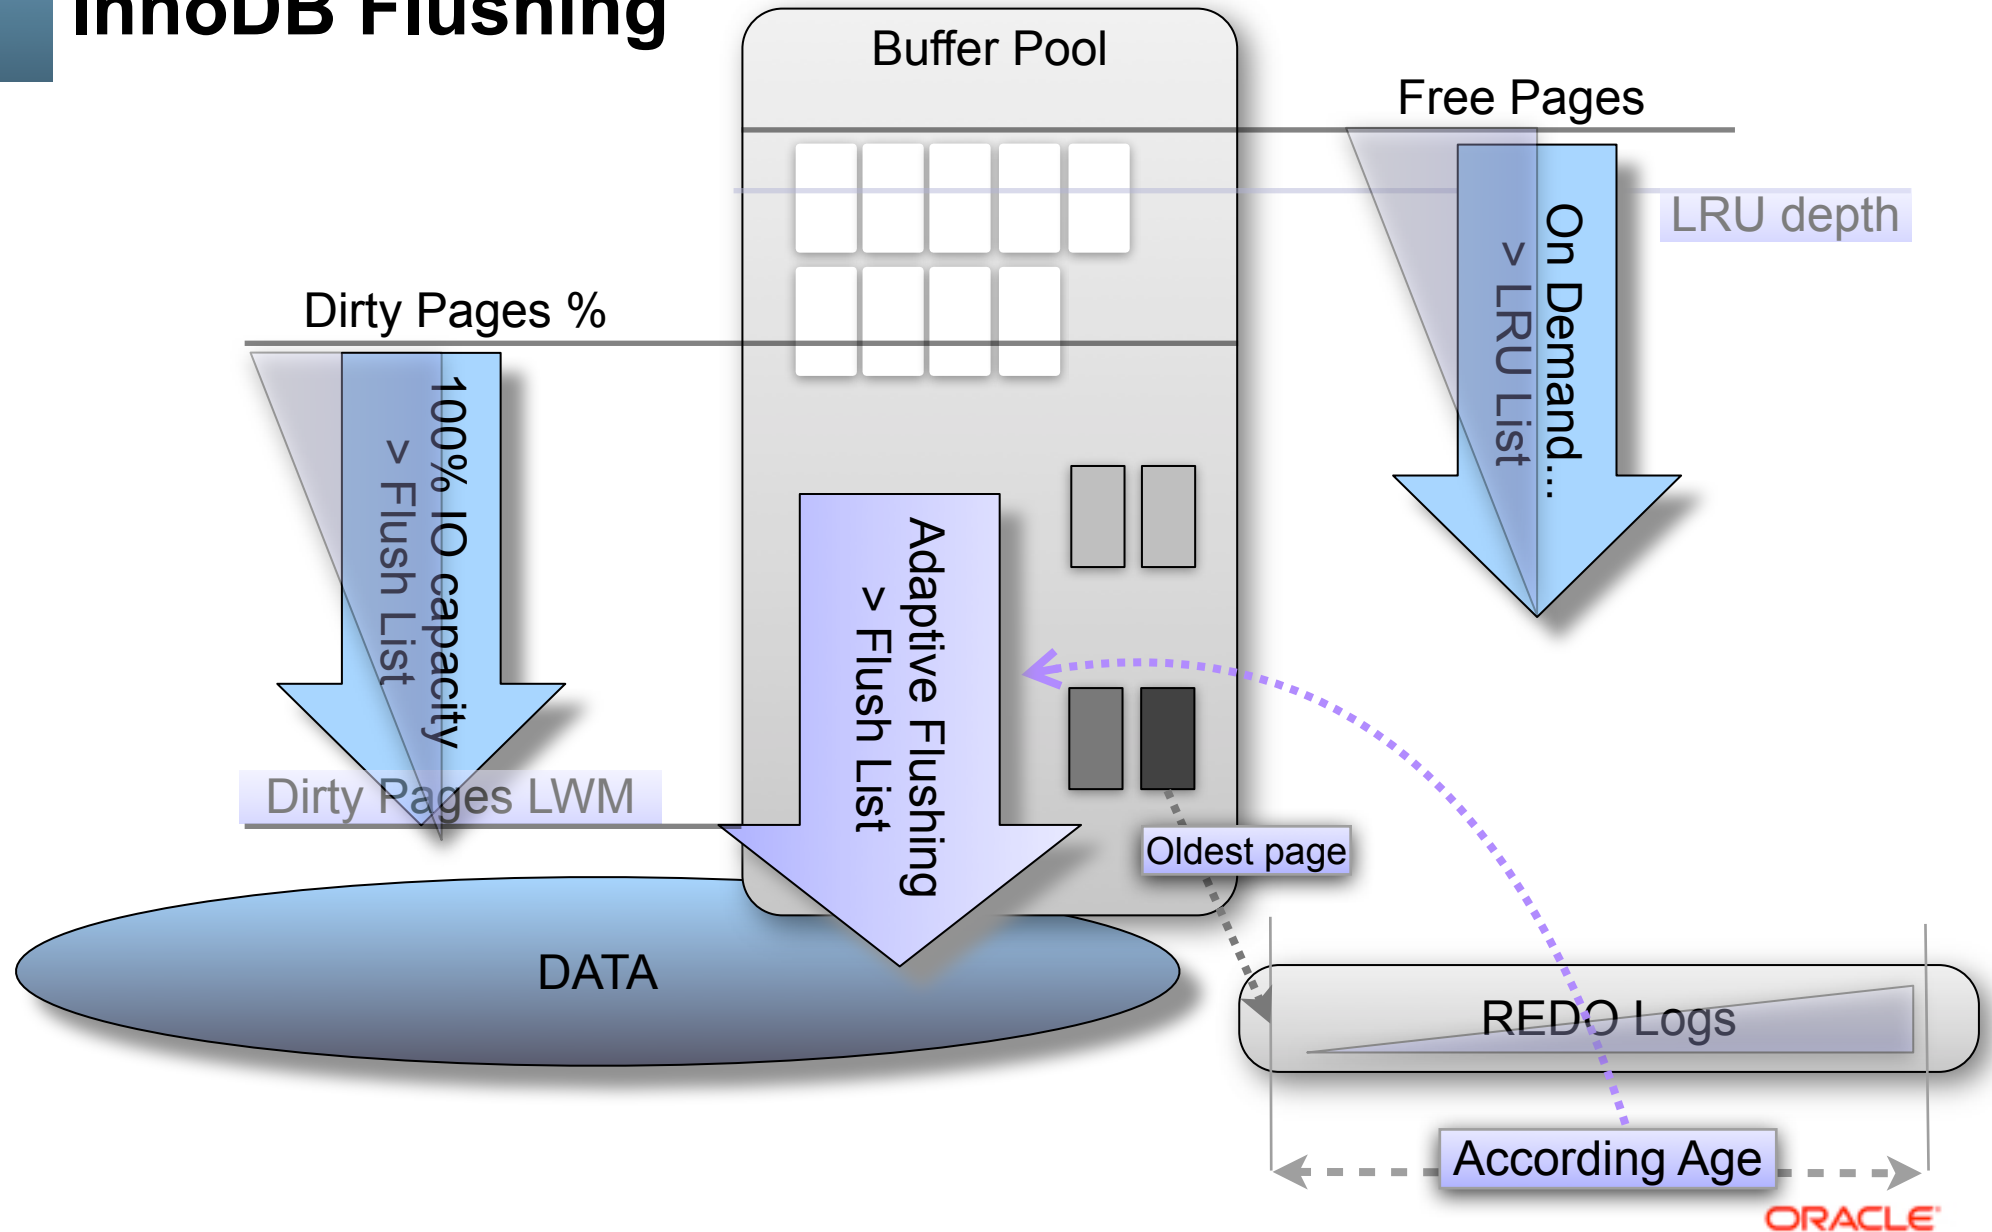 InnoDB Flushing
Buffer Pool
Free Pages
LRU depth
On Demand...
> LRU List
Dirty Pages %
100% IO capacity
> Flush List
Adaptive Flushing
> Flush List
Dirty Pages LWM
Oldest page
DATA
REDO Logs
According Age
ORACLE